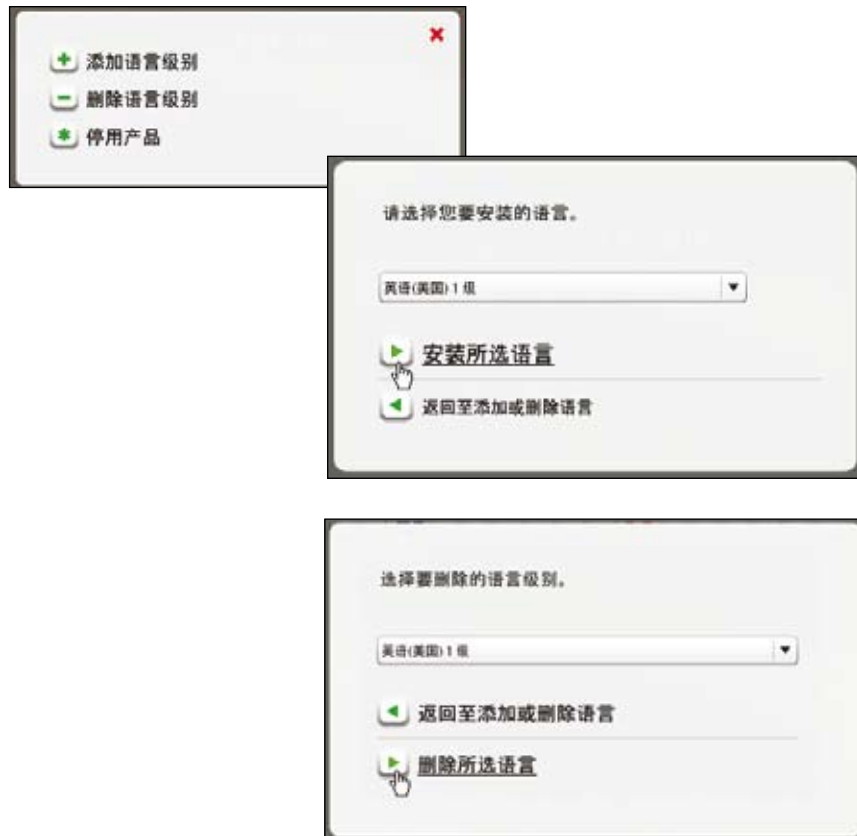 添加语言级别
删除语言级别
停用产品
请选择您要安装的语言。
英语(美国) 1 级
安装所选语言
返回至添加或删除语言
选择要删除的语言级别。
英语(美国) 1 级
返回至添加或删除语言
删除所选语言